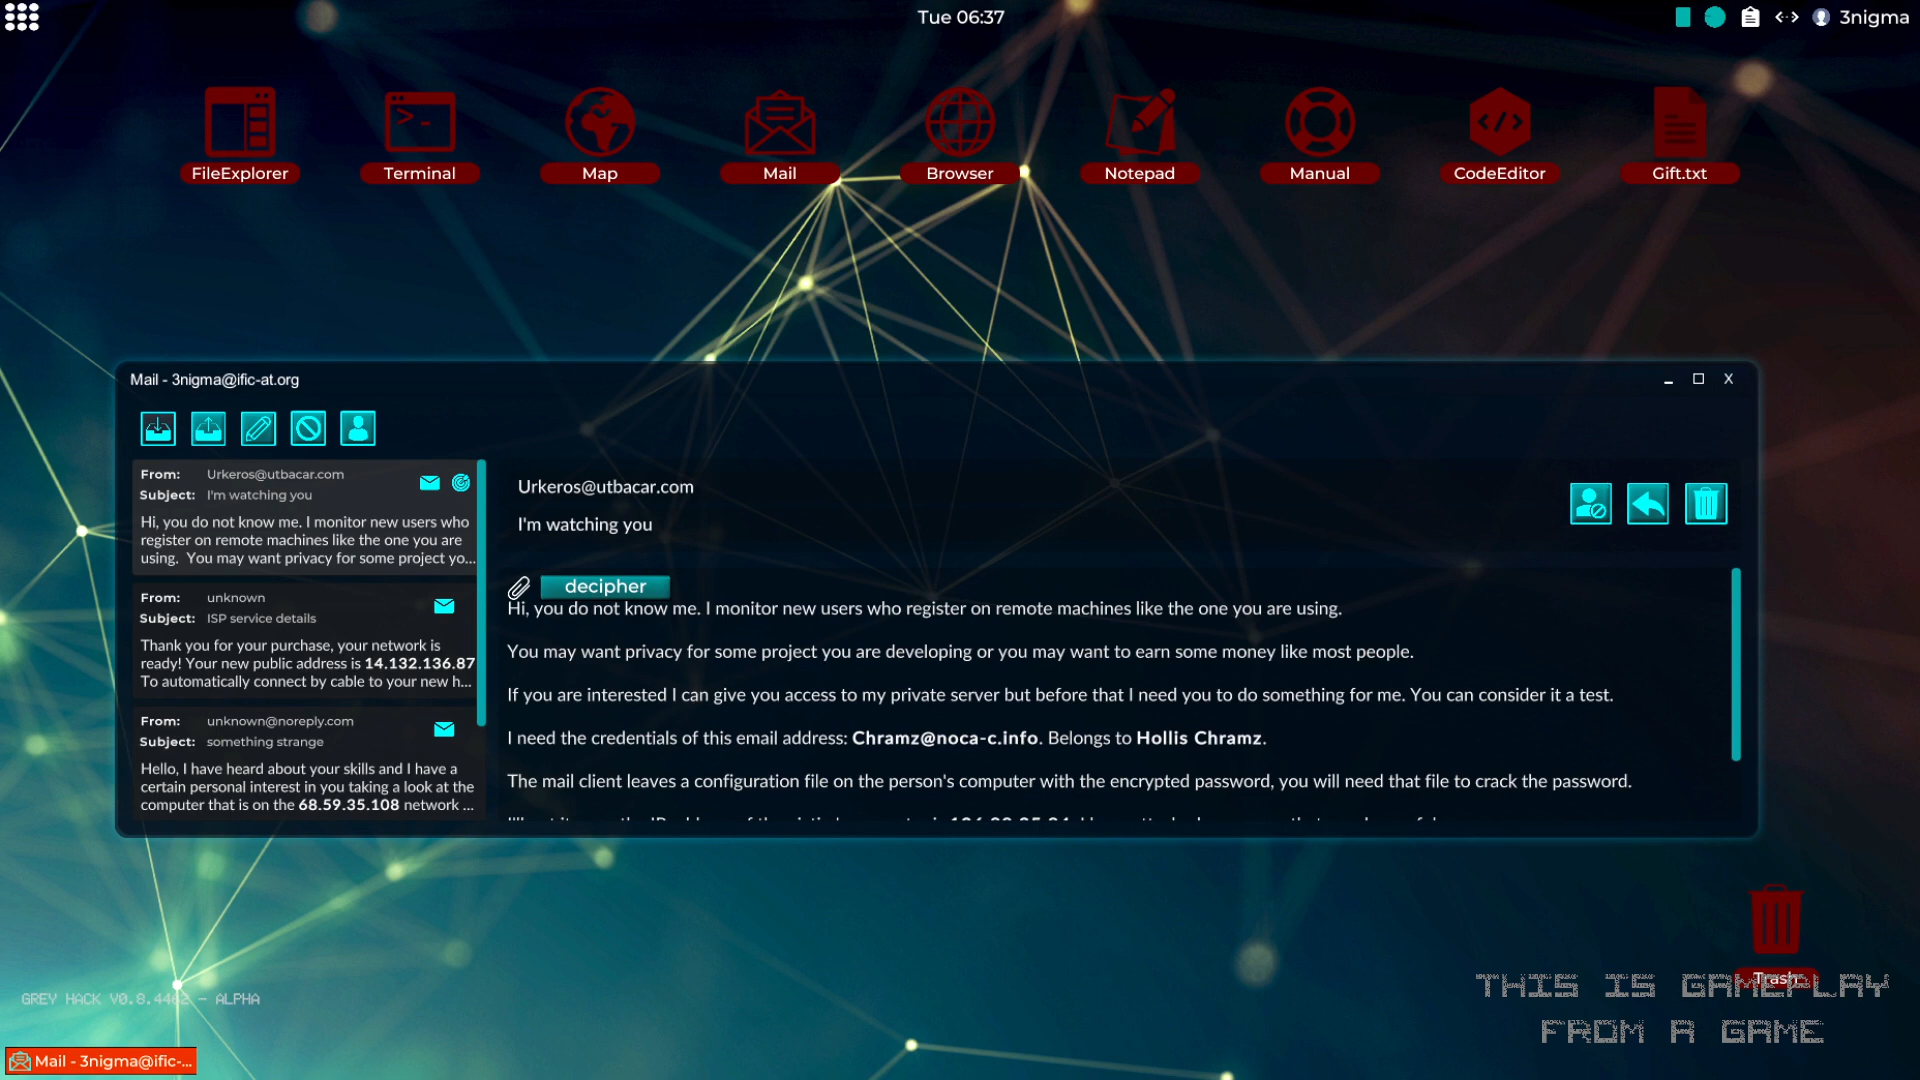 Tue 06:37
3nigma
FileExplorer
Terminal
Map
Mail
Browser
Notepad
Manual
CodeEditor
Gift.txt
Mail - 3nigma@ific-at.org
X
From: Urkeros@utbacar.com
Subject: I'm watching you
Hi, you do not know me. I monitor new users who
register on remote machines like the one you are
using. You may want privacy for some project yo...
From: unknown
Subject: ISP service details
Thank you for your purchase, your network is
ready! Your new public address is 14.132.136.87
To automatically connect by cable to your new h...
From: unknown@noreply.com
Subject: something strange
Hello, I have heard about your skills and I have a
certain personal interest in you taking a look at the
computer that is on the 68.59.35.108 network ...
Urkeros@utbacar.com
I'm watching you
decipher
Hi, you do not know me. I monitor new users who register on remote machines like the one you are using.
You may want privacy for some project you are developing or you may want to earn some money like most people.
If you are interested I can give you access to my private server but before that I need you to do something for me. You can consider it a test.
I need the credentials of this email address: Chramz@noca-c.info. Belongs to Hollis Chramz.
The mail client leaves a configuration file on the person's computer with the encrypted password, you will need that file to crack the password.
Trash
THIS IS GAMEPLAY
FROM A GAME
GREY HACK V0.8.4462 - ALPHA
Mail - 3nigma@ific-...